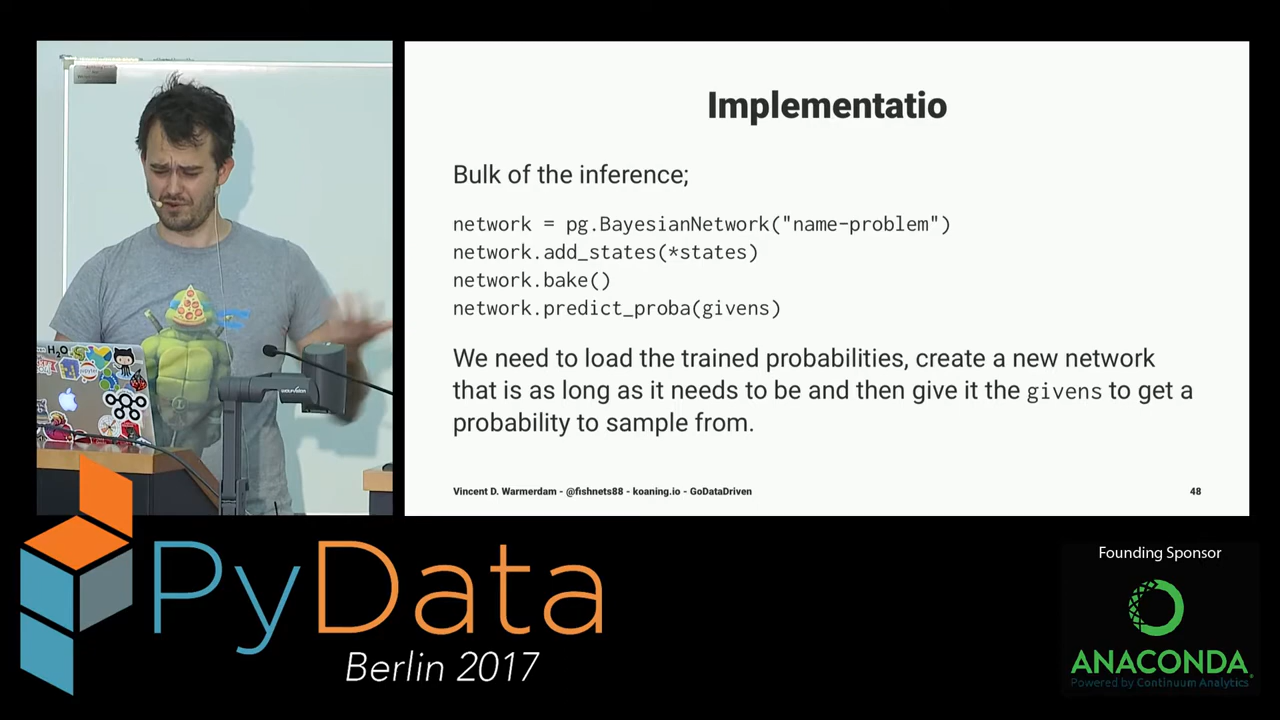 Implementatio
Bulk of the inference;
network = pg.BayesianNetwork("name-problem")
network.add_states(*states)
network.bake()
network.predict_proba(givens)
We need to load the trained probabilities, create a new network
that is as long as it needs to be and then give it the givens to get a
probability to sample from.
Vincent D. Warmerdam - @fishnets88 - koaning.io - GoDataDriven
48
H2O
PyData
Berlin 2017
Founding Sponsor
ANACONDA
Powered by Continuum Analytics